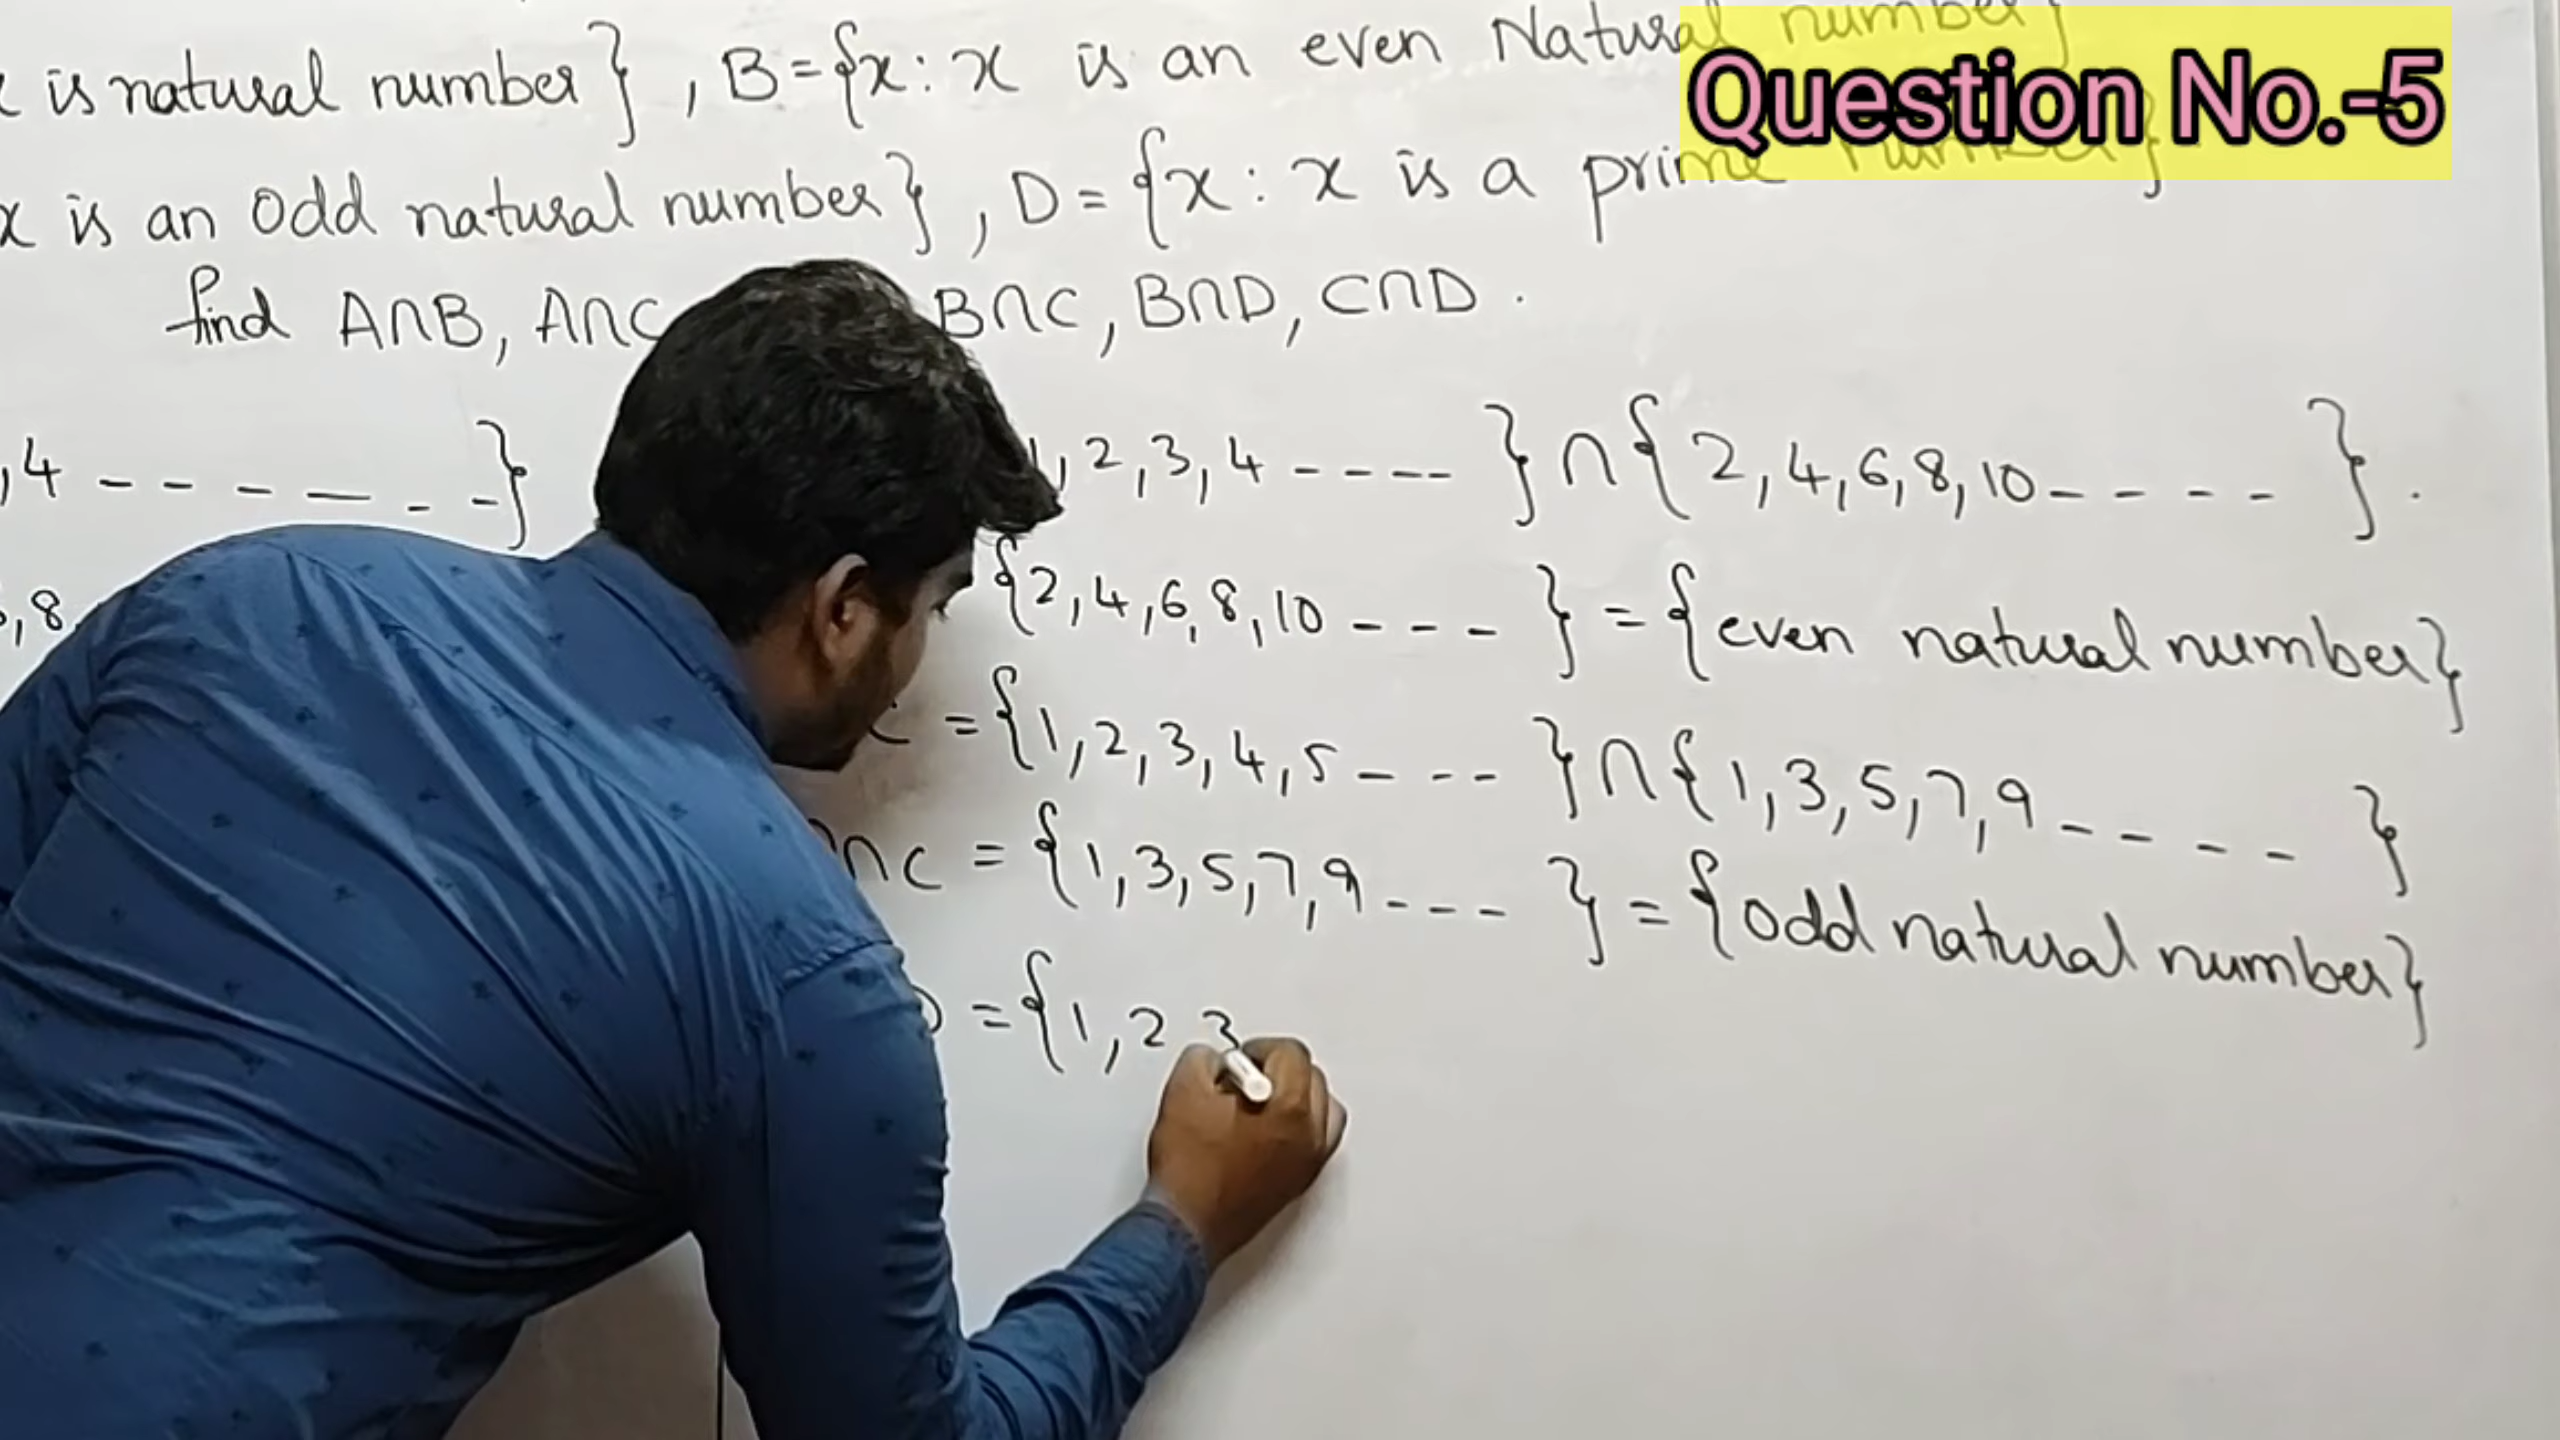 x is natural number} , B={x: x is an even Natural number}
Question No.-5
x is an odd natural number} , D={x: x is a prime number}
find A∩B, A∩C B∩C, B∩D, C∩D.
,4 ------} 1, 2, 3, 4 ---- } ∩ { 2, 4, 6, 8, 10 ---- } .
, 8 {2, 4, 6, 8, 10 --- } = {even natural number}
C = {1, 2, 3, 4, 5 --- } ∩ { 1, 3, 5, 7, 9 ---- }
∩C = {1, 3, 5, 7, 9 --- } = {odd natural number}
D = {1, 2 3